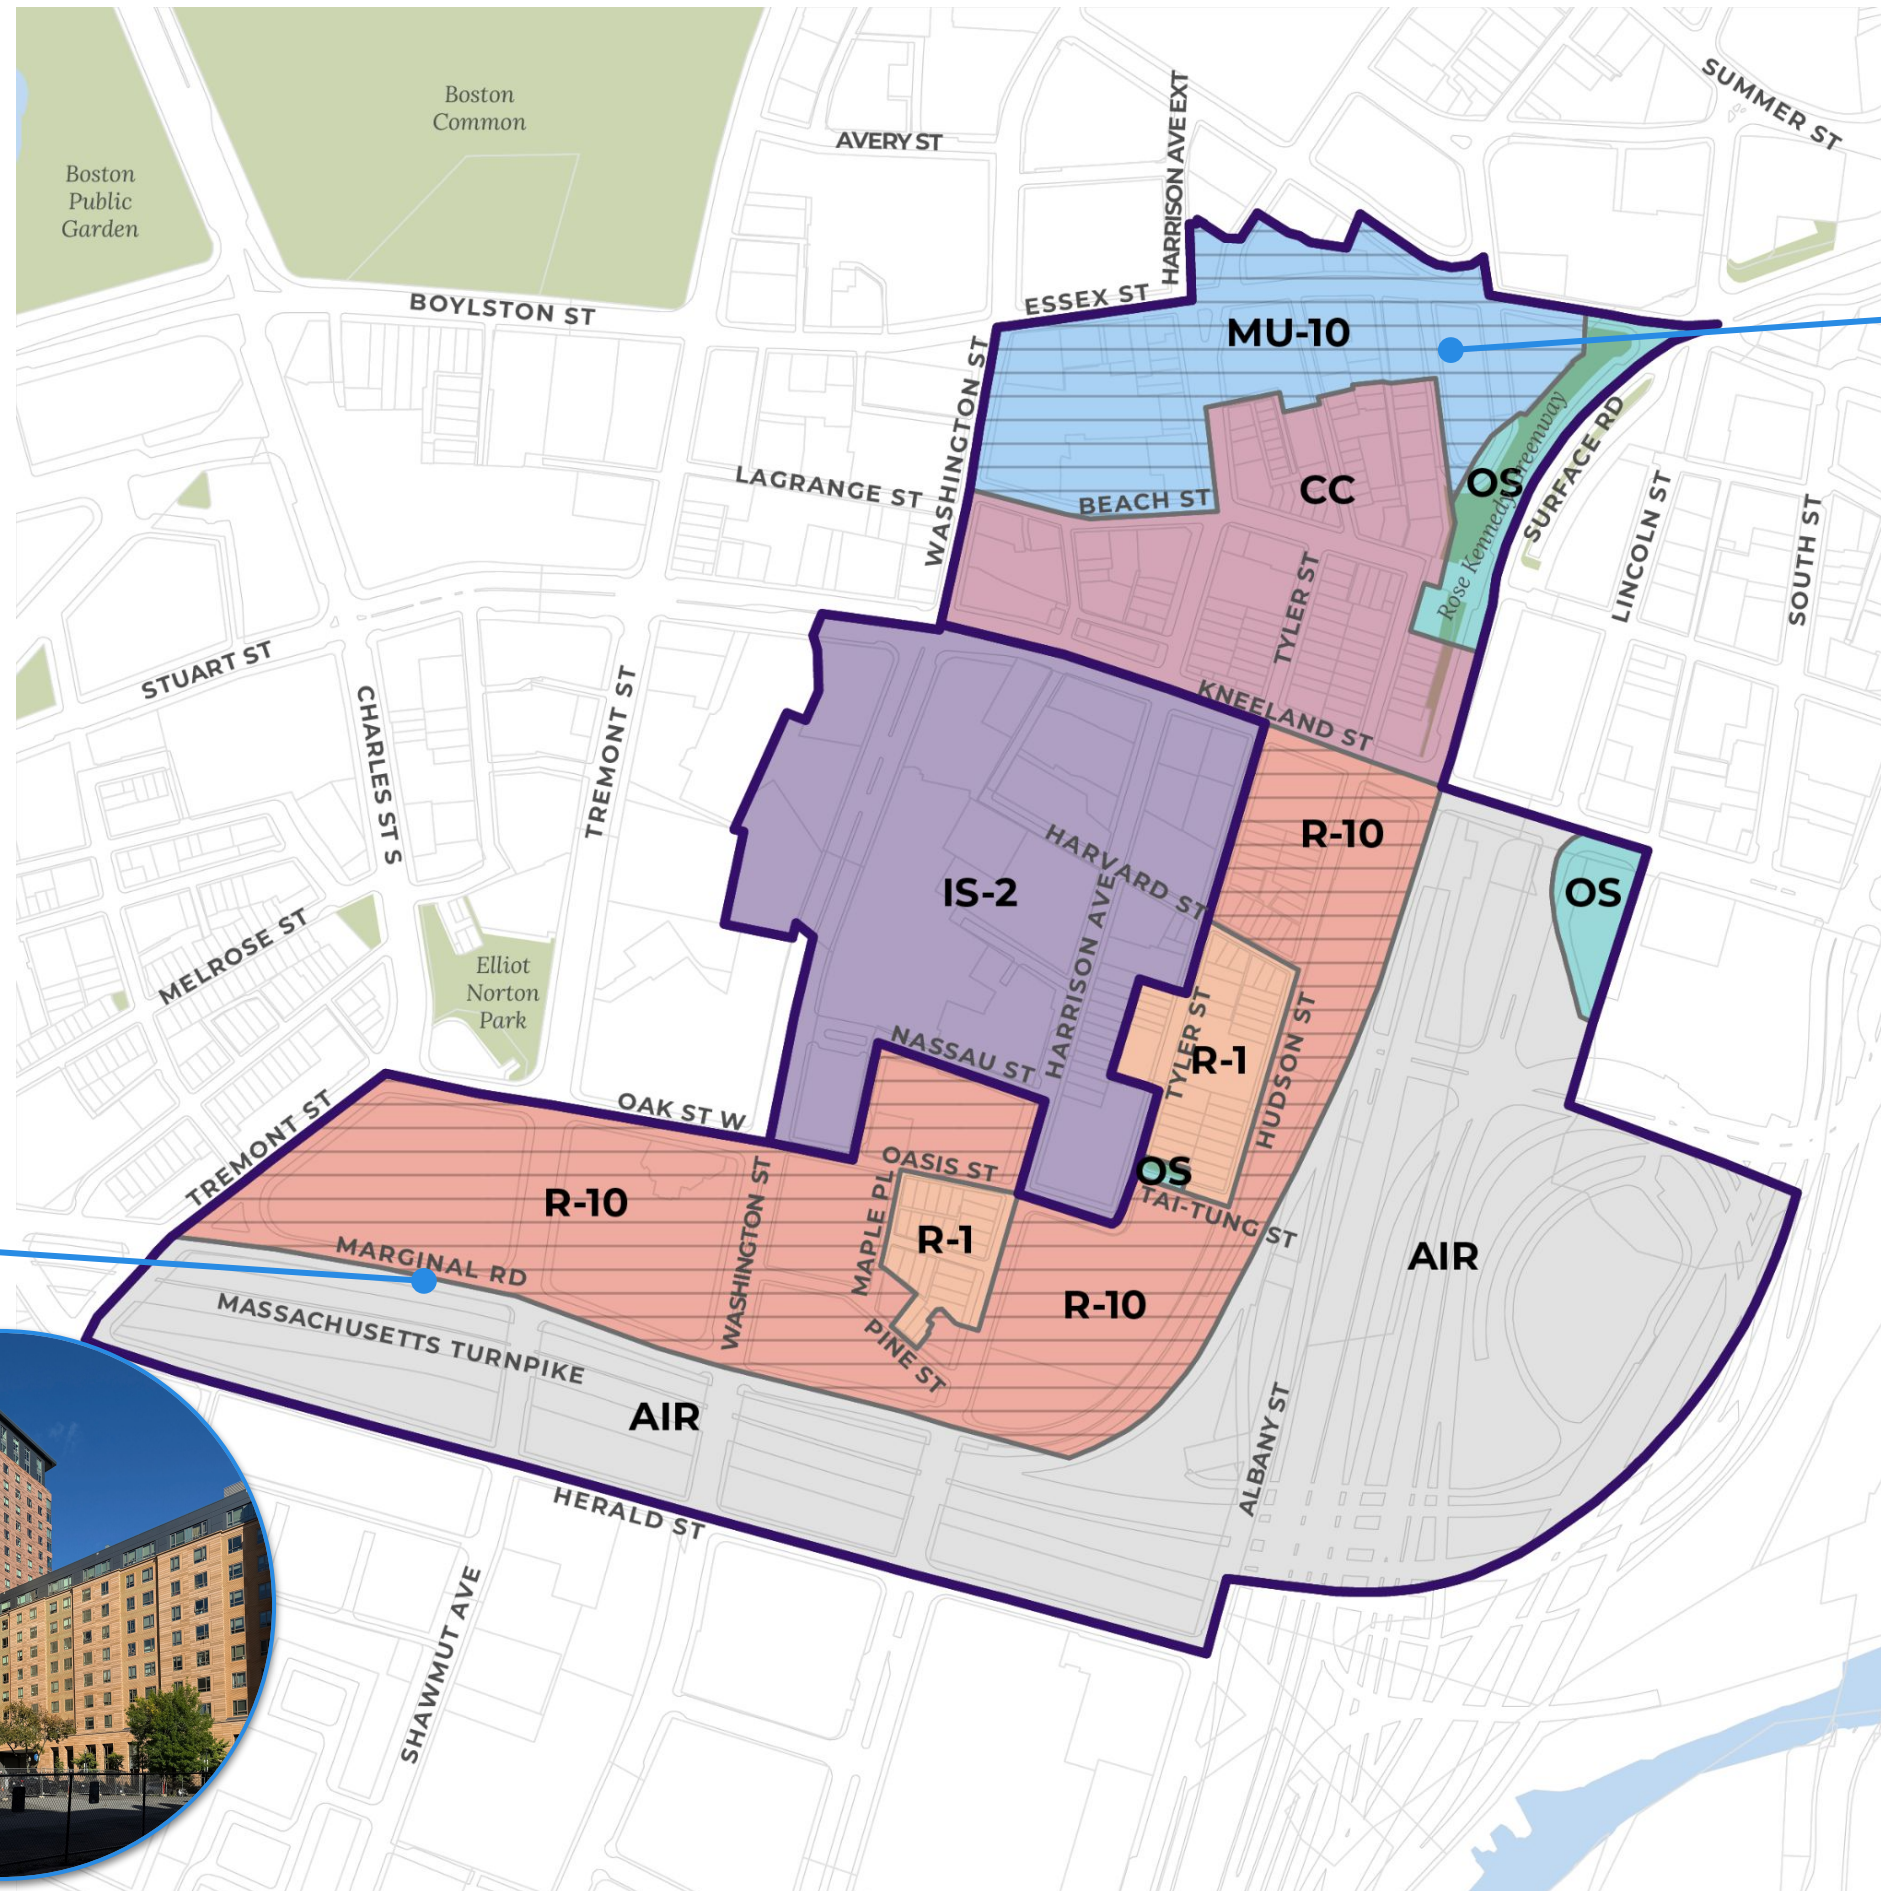 SUMMER ST
Boston
Common
AVERY ST
HARRISON AVE EXT
Boston
Public
Garden
BOYLSTON ST
ESSEX ST
MU-10
WASHINGTON ST
LAGRANGE ST
BEACH ST
CC
OS
Rose Kennedy Greenway
SURFACE RD
LINCOLN ST
SOUTH ST
TYLER ST
STUART ST
CHARLES ST S
TREMONT ST
KNEELAND ST
R-10
HARVARD ST
IS-2
OS
HARRISON AVE
MELROSE ST
Elliot
Norton
Park
NASSAU ST
TYLER ST
R-1
HUDSON ST
OAK ST W
TREMONT ST
OASIS ST
OS
TAI-TUNG ST
R-10
WASHINGTON ST
MAPLE PL
R-1
AIR
MARGINAL RD
R-10
MASSACHUSETTS TURNPIKE
PINE ST
AIR
ALBANY ST
HERALD ST
SHAWMUT AVE